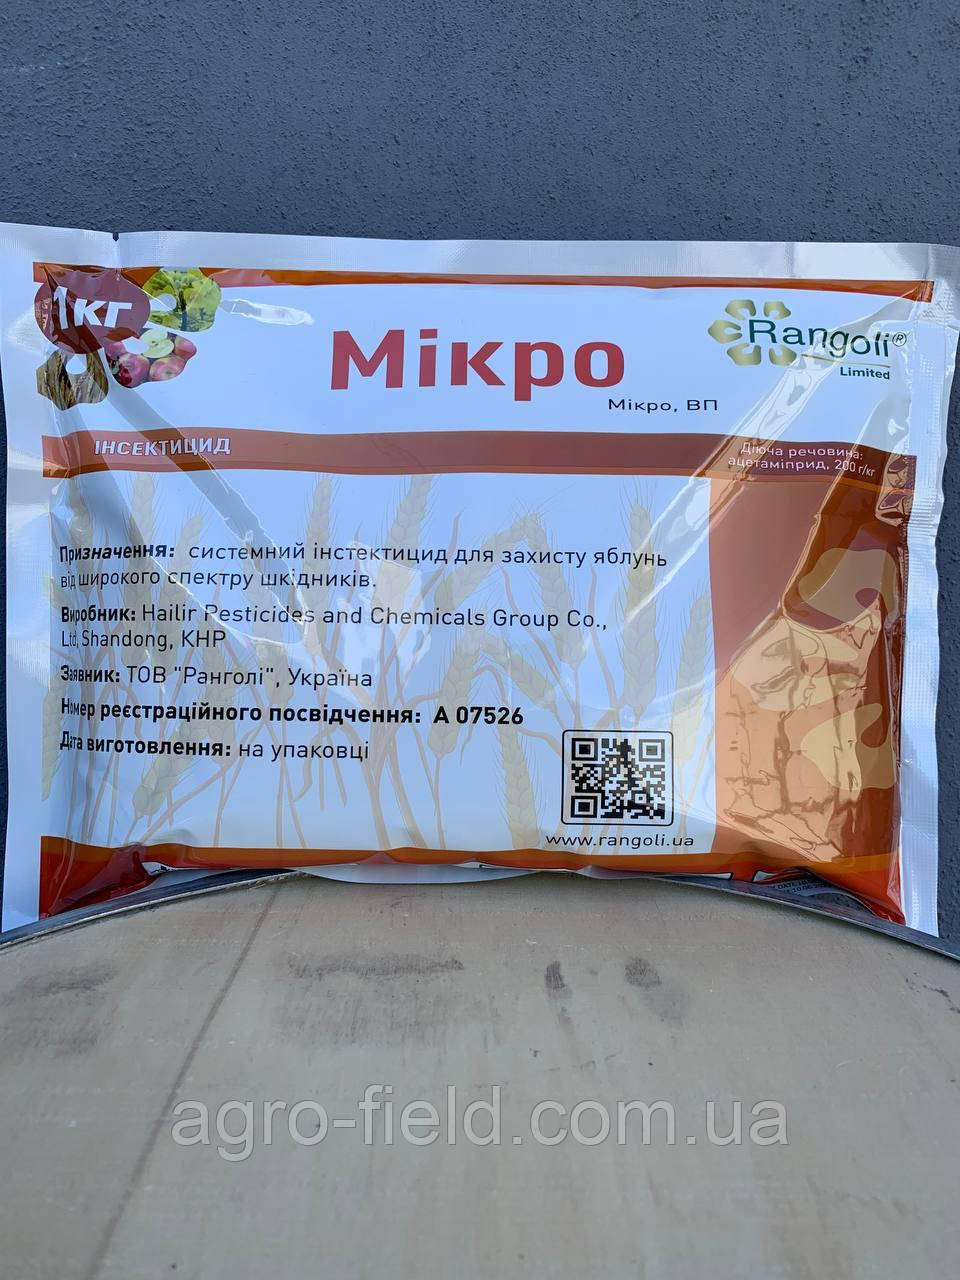 1 кг
Мікро
Rangoli®
Limited
Мікро, ВП
ІНСЕКТИЦИД
Діюча речовина:
ацетаміприд, 200 г/кг
Призначення: системний інстектицид для захисту яблунь
від широкого спектру шкідників.
Виробник: Hailir Pesticides and Chemicals Group Co.,
Ltd, Shandong, КНР
Заявник: ТОВ "Ранголі", Україна
Номер реєстраційного посвідчення: А 07526
Дата виготовлення: на упаковці
www.rangoli.ua
agro-field.com.ua